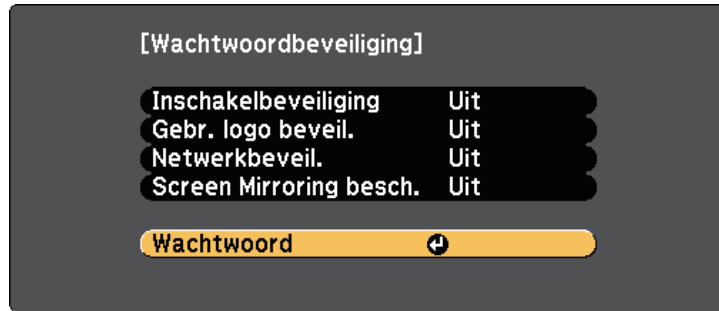 [Wachtwoordbeveiliging]
Inschakelbeveiliging Uit
Gebr. logo beveil. Uit
Netwerkbeveil. Uit
Screen Mirroring besch. Uit
Wachtwoord